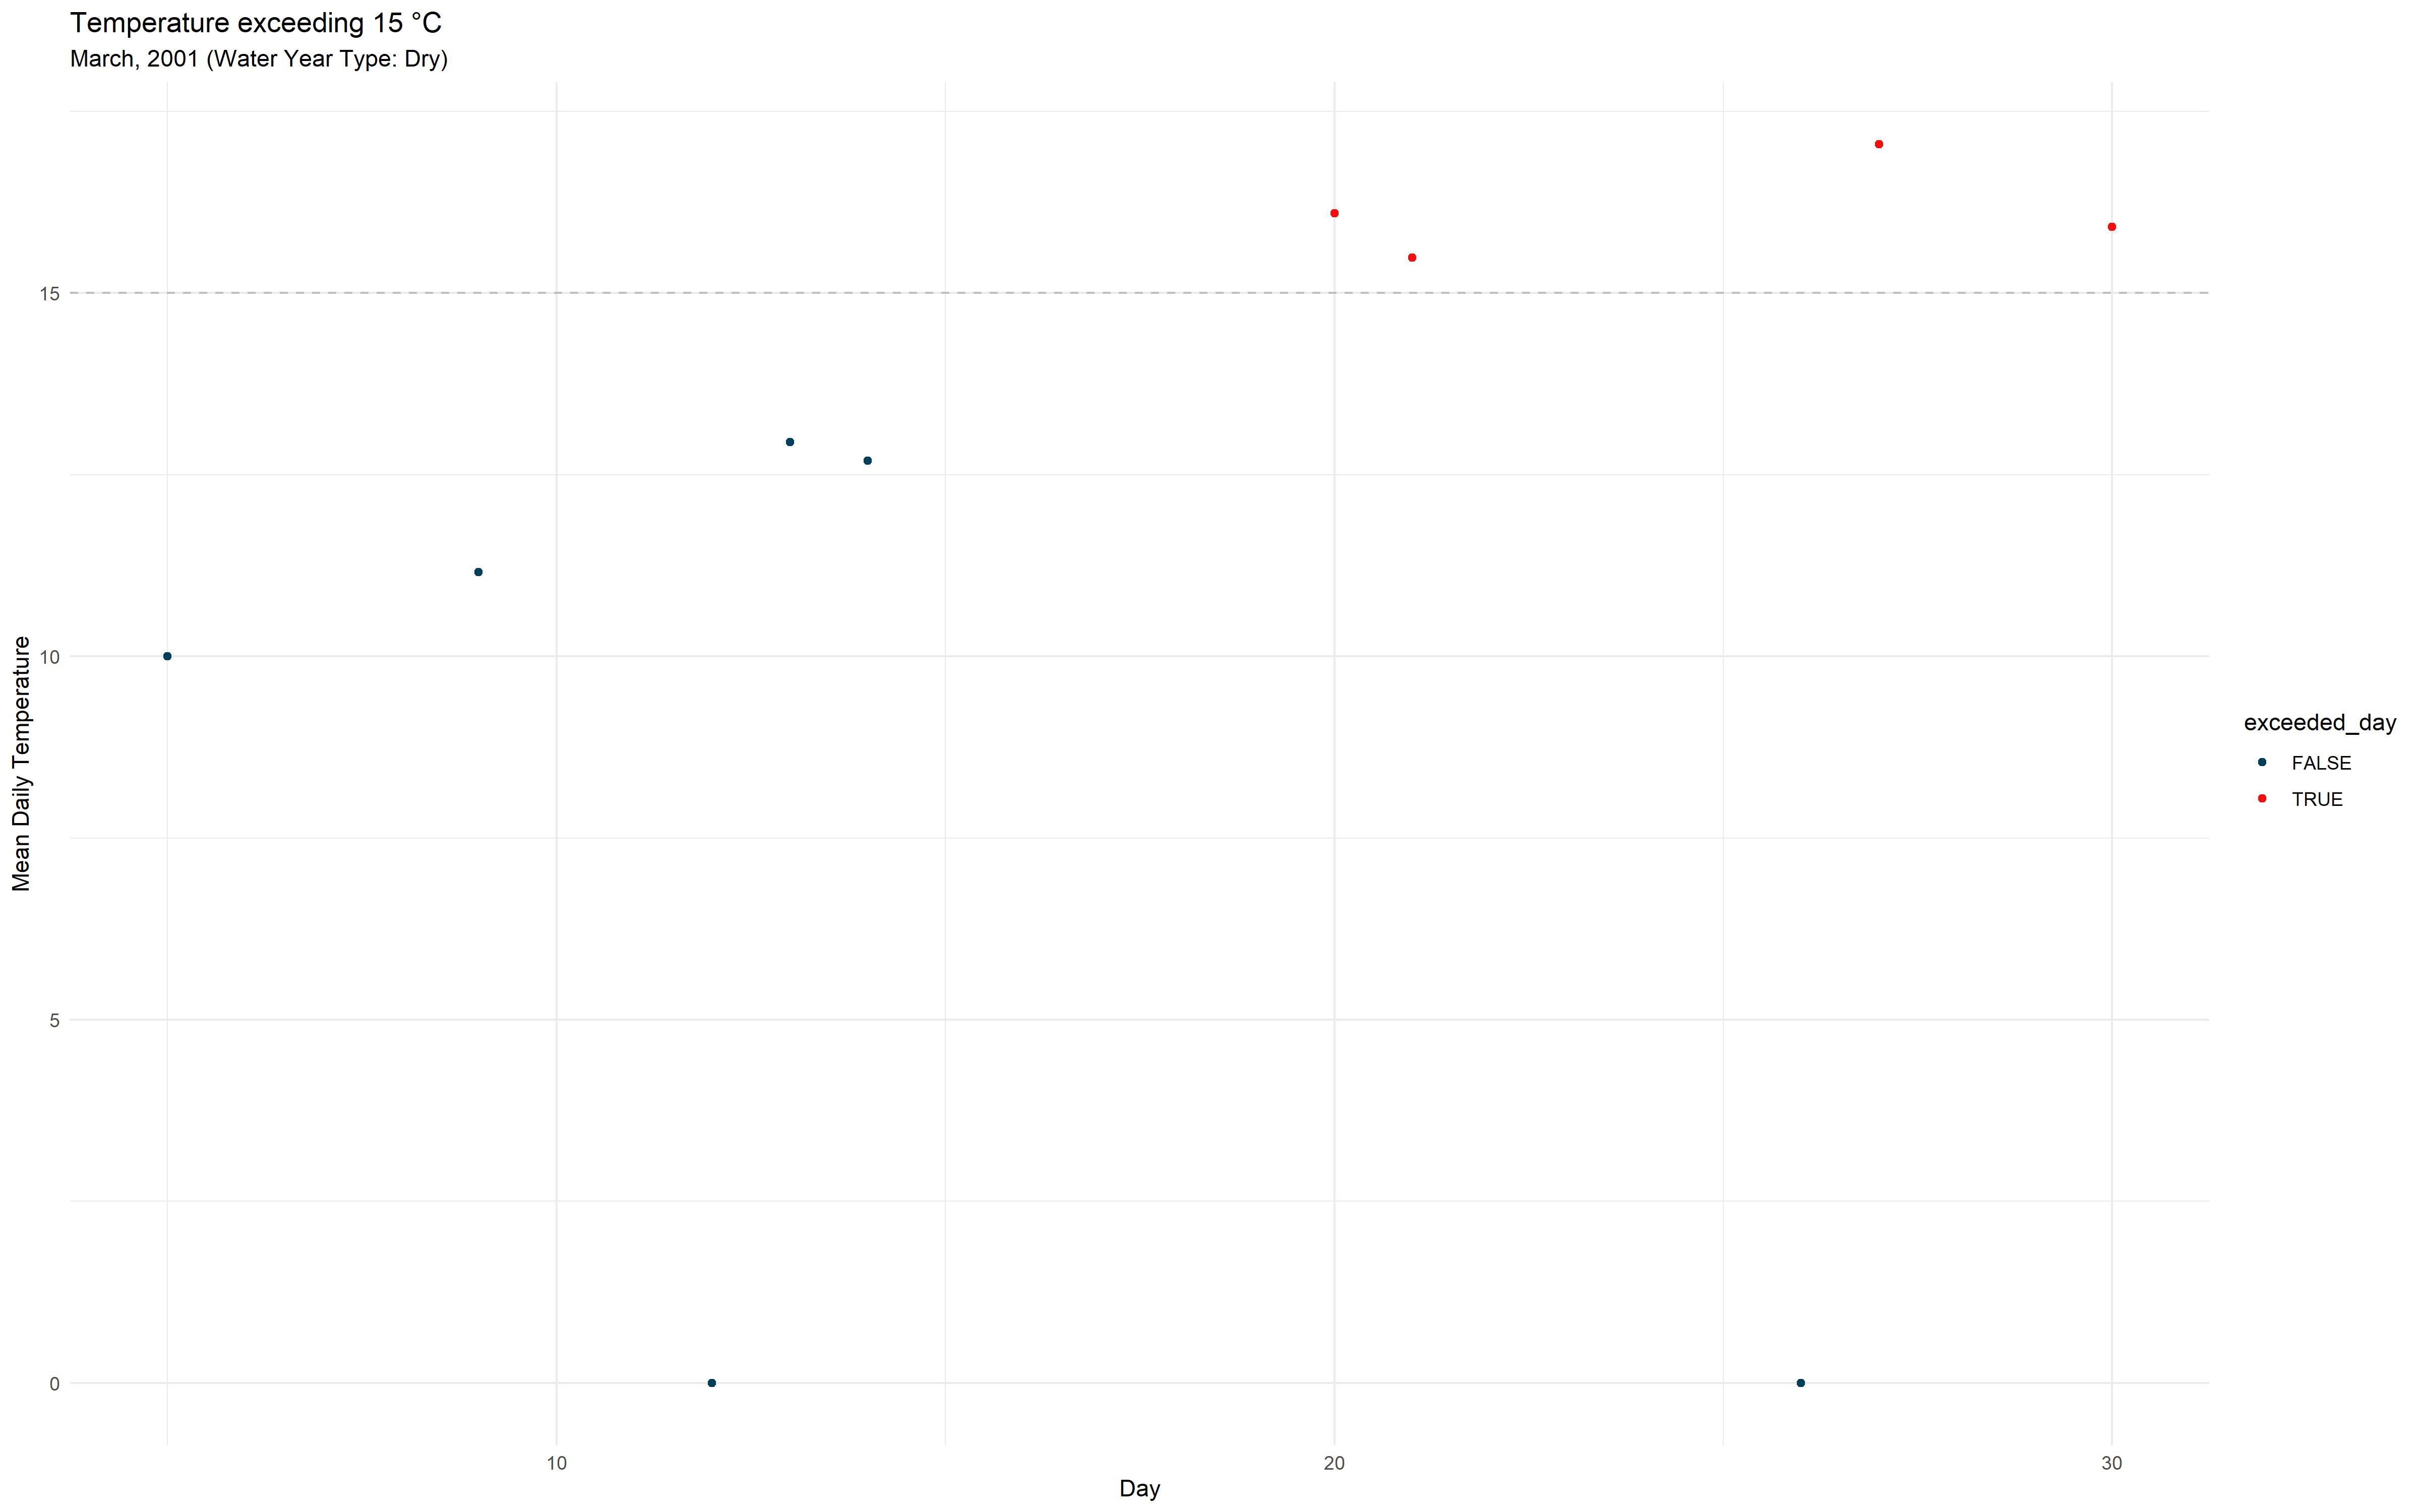 Temperature exceeding 15 °C
March, 2001 (Water Year Type: Dry)
Mean Daily Temperature
15
10
5
0
10
20
30
Day
exceeded_day
FALSE
TRUE